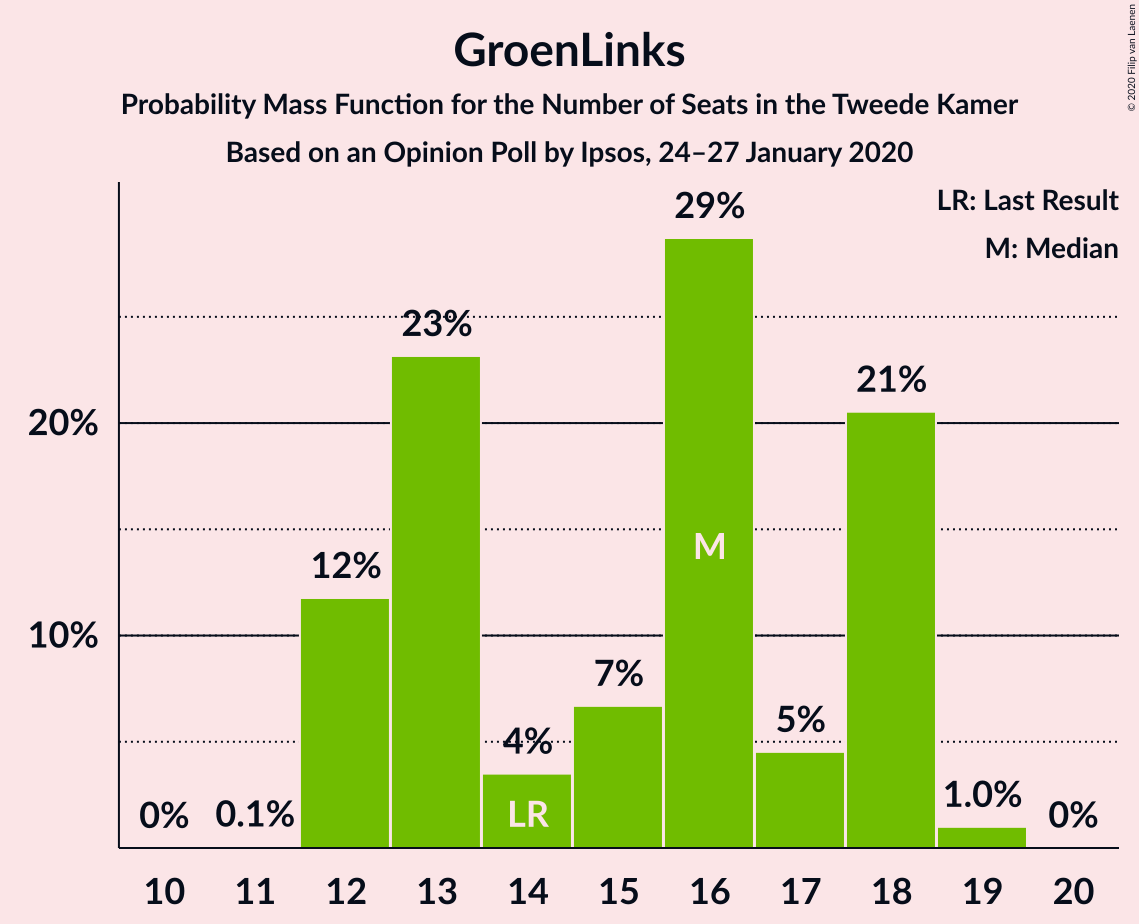 GroenLinks
Probability Mass Function for the Number of Seats in the Tweede Kamer
Based on an Opinion Poll by Ipsos, 24–27 January 2020
© 2020 Filip van Laenen
LR: Last Result
M: Median
29%
23%
21%
20%
M
12%
10%
7%
5%
4%
LR
1.0%
0%
0.1%
0%
10 11 12 13 14 15 16 17 18 19 20